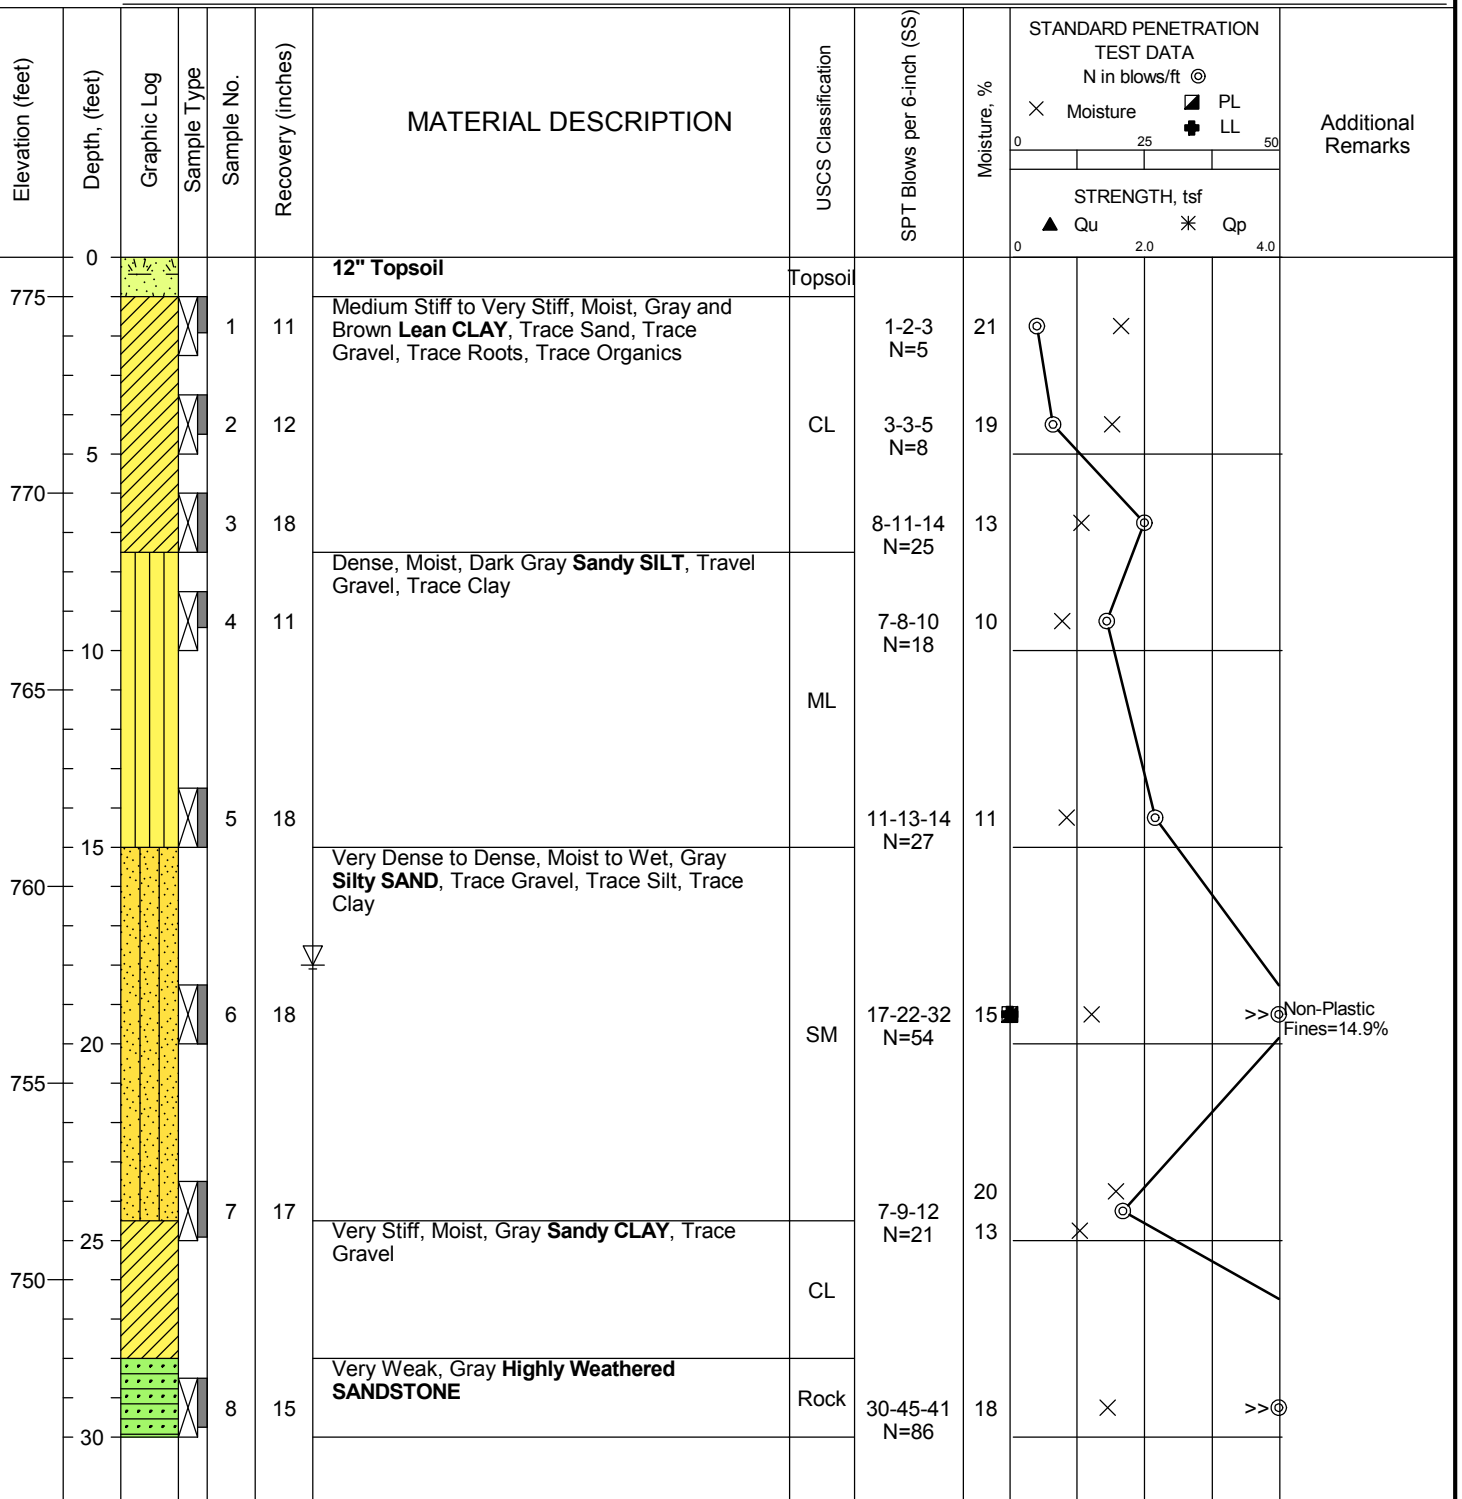 Elevation (feet)
Depth, (feet)
Graphic Log
Sample Type
Sample No.
Recovery (inches)
MATERIAL DESCRIPTION
USCS Classification
SPT Blows per 6-inch (SS)
Moisture, %
STANDARD PENETRATION
TEST DATA
N in blows/ft
Moisture
PL
LL
0 25 50
STRENGTH, tsf
Qu Qp
0 2.0 4.0
Additional
Remarks
0
12" Topsoil
Topsoil
775
Medium Stiff to Very Stiff, Moist, Gray and
Brown Lean CLAY, Trace Sand, Trace
Gravel, Trace Roots, Trace Organics
1 11 1-2-3 21
N=5
2 12 CL 3-3-5 19
N=8
5
770
3 18 8-11-14 13
N=25
Dense, Moist, Dark Gray Sandy SILT, Travel
Gravel, Trace Clay
4 11 7-8-10 10
N=18
10
765
ML
5 18 11-13-14 11
N=27
15
Very Dense to Dense, Moist to Wet, Gray
Silty SAND, Trace Gravel, Trace Silt, Trace
Clay
760
6 18 17-22-32 15 >> Non-Plastic
N=54 Fines=14.9%
SM
20
755
20
7 17 7-9-12
N=21 13
Very Stiff, Moist, Gray Sandy CLAY, Trace
Gravel
25
750
CL
Very Weak, Gray Highly Weathered
SANDSTONE
Rock
8 15 30-45-41 18 >>
N=86
30